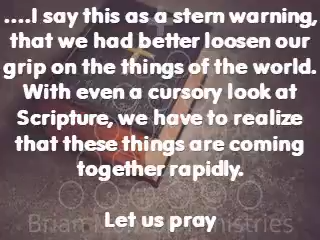 ....I say this as a stern warning,
that we had better loosen our
grip on the things of the world.
With even a cursory look at
Scripture, we have to realize
that these things are coming
together rapidly.
Let us pray
Brian
ministries